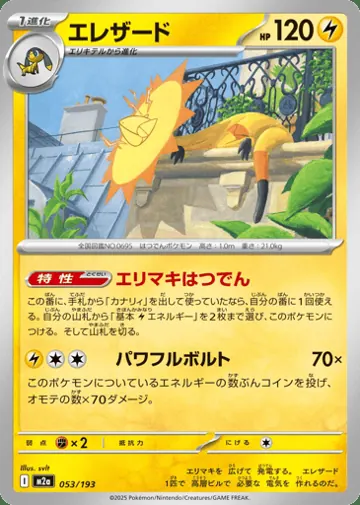 1進化
エレザード
HP 120
エリキテルから進化
全国図鑑NO.0695 はつでんポケモン 高さ:1.0m 重さ:21.0kg
特性 とくせい エリマキはつでん
この番に、手札から「カナリィ」を出して使っていたなら、自分の番に1回使
える。自分の山札から「基本エネルギー」を2枚まで選び、このポケモンに
つける。そして山札を切る。
パワフルボルト 70×
このポケモンについているエネルギーの数ぶんコインを投げ、
オモテの数×70ダメージ。
弱点 ×2 抵抗力 にげる
Illus. svlt
I m2a 053/193
エリマキを広げて発電する。エレザード
1匹で高層ビルで必要な電気を作れるのだ。
©2025 Pokémon/Nintendo/Creatures/GAME FREAK.